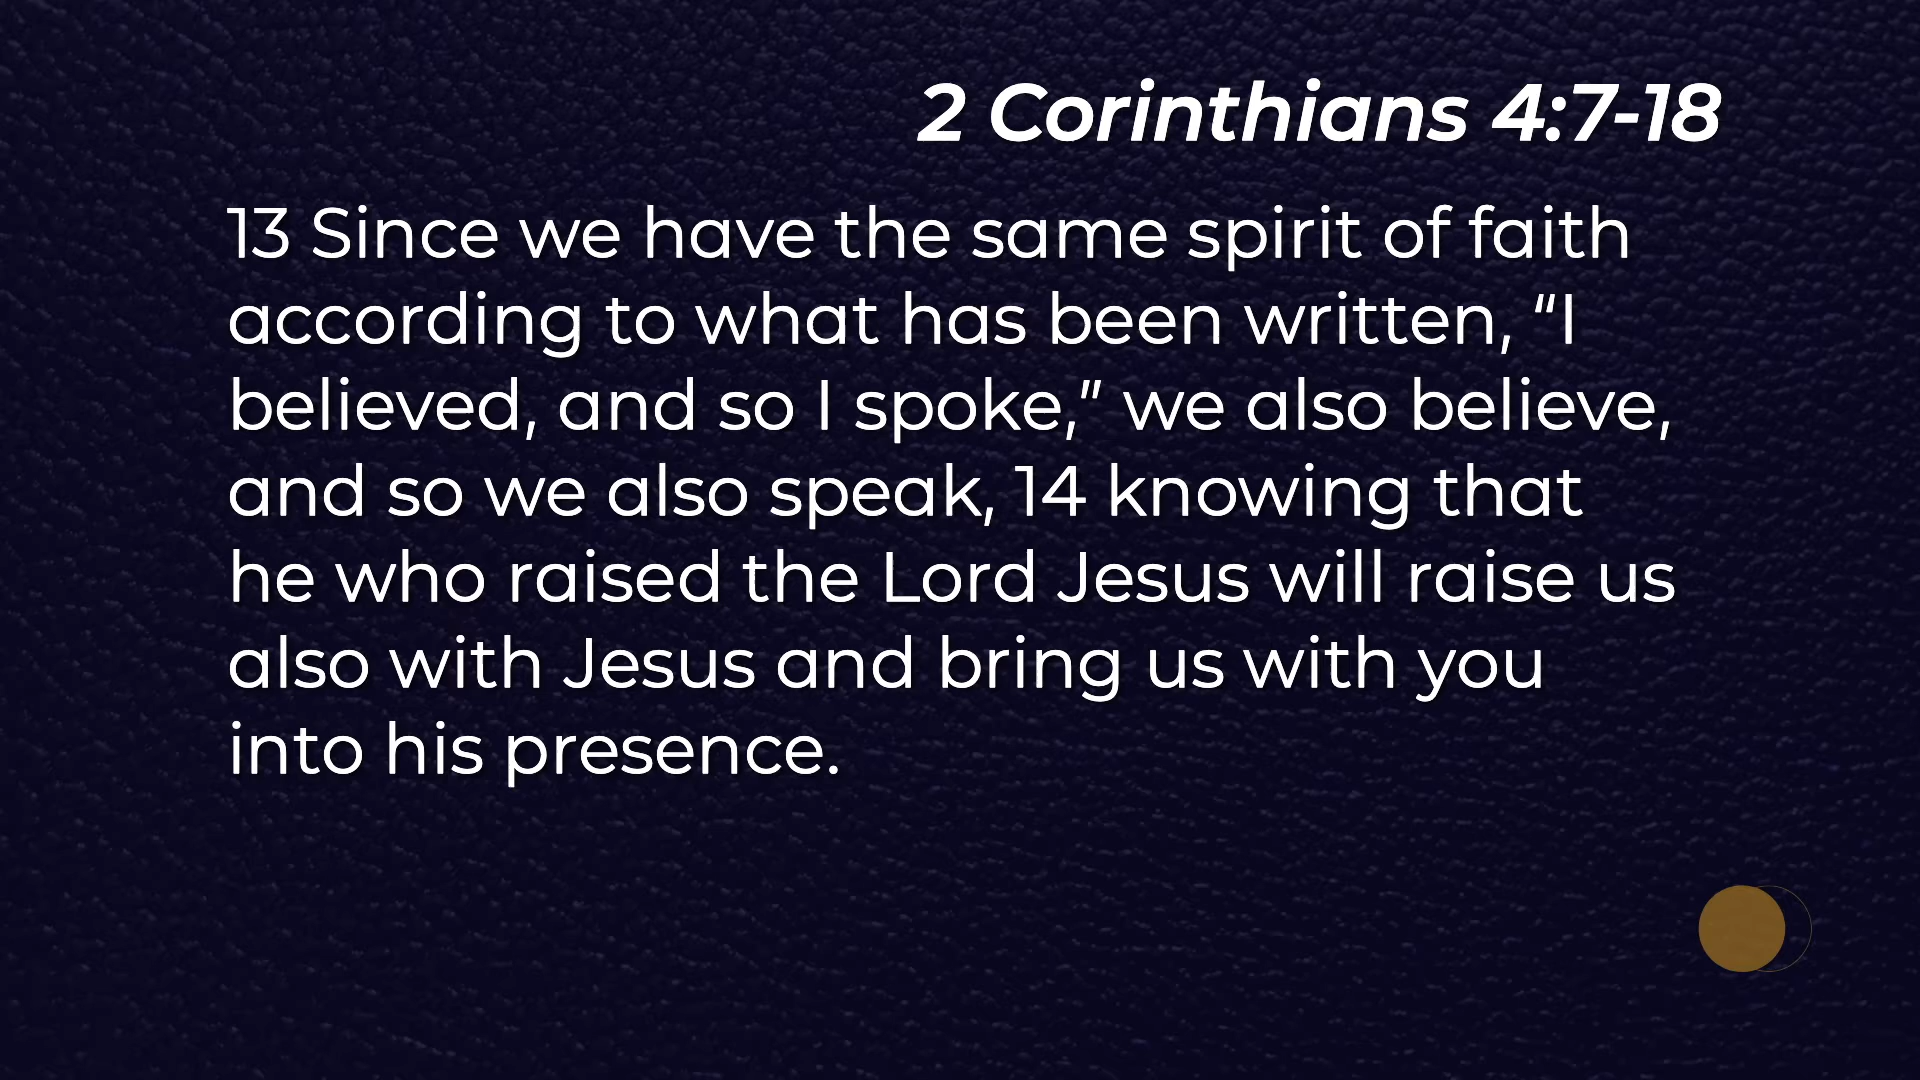 2 Corinthians 4:7-18
13 Since we have the same spirit of faith
according to what has been written, “I
believed, and so I spoke,” we also believe,
and so we also speak, 14 knowing that
he who raised the Lord Jesus will raise us
also with Jesus and bring us with you
into his presence.